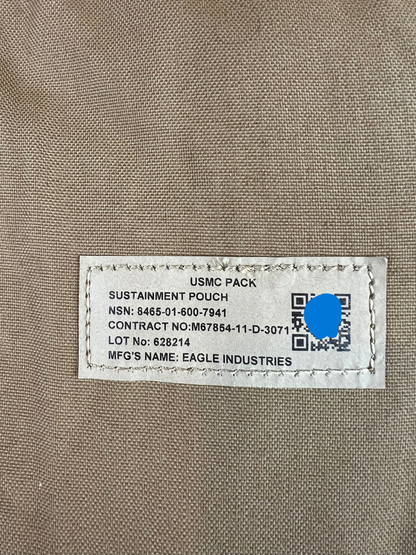 USMC PACK
SUSTAINMENT POUCH
NSN: 8465-01-600-7941
CONTRACT NO:M67854-11-D-3071
LOT No: 628214
MFG'S NAME: EAGLE INDUSTRIES